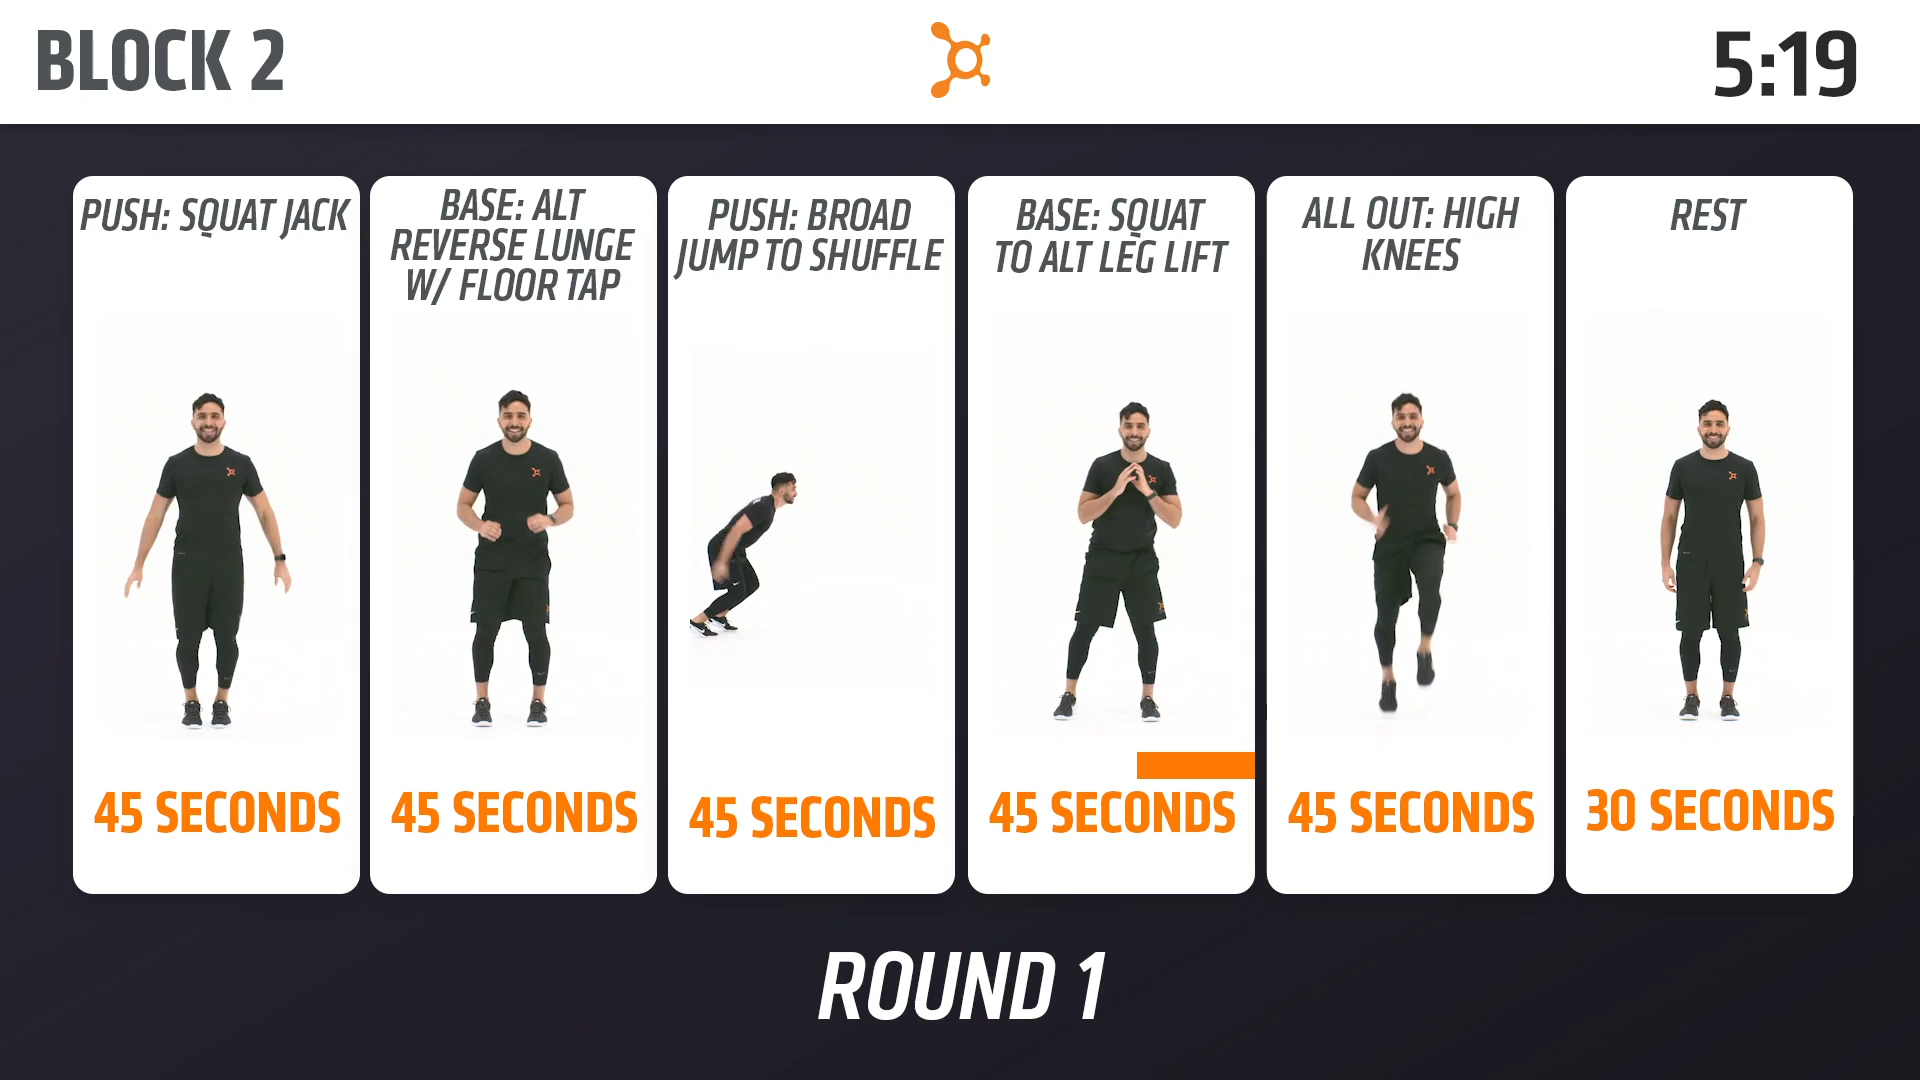 BLOCK 2
5:19
PUSH: SQUAT JACK
45 SECONDS
BASE: ALT
REVERSE LUNGE
W/ FLOOR TAP
45 SECONDS
PUSH: BROAD
JUMP TO SHUFFLE
45 SECONDS
BASE: SQUAT
TO ALT LEG LIFT
45 SECONDS
ALL OUT: HIGH
KNEES
45 SECONDS
REST
30 SECONDS
ROUND 1